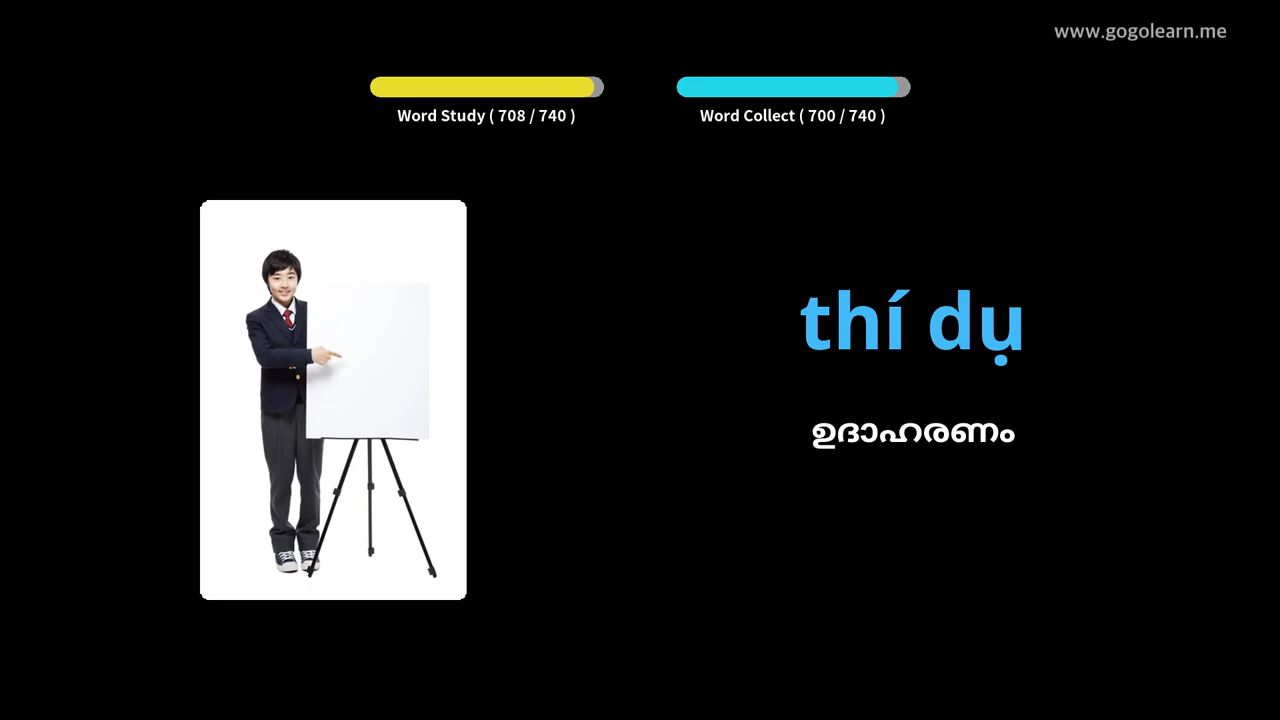 www.gogolearn.me
Word Study ( 708 / 740 )
Word Collect ( 700 / 740 )
thí dụ
ഉദാഹരണം